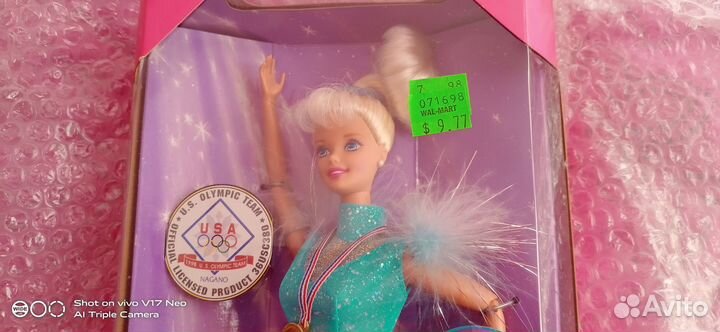 7 98
071698
WAL-MART
$ 9.77
U.S. OLYMPIC TEAM
USA
1998 U.S. OLYMPIC TEAM
NAGANO
OFFICIAL LICENSED PRODUCT 36USC380
Shot on vivo V17 Neo
AI Triple Camera
Avito